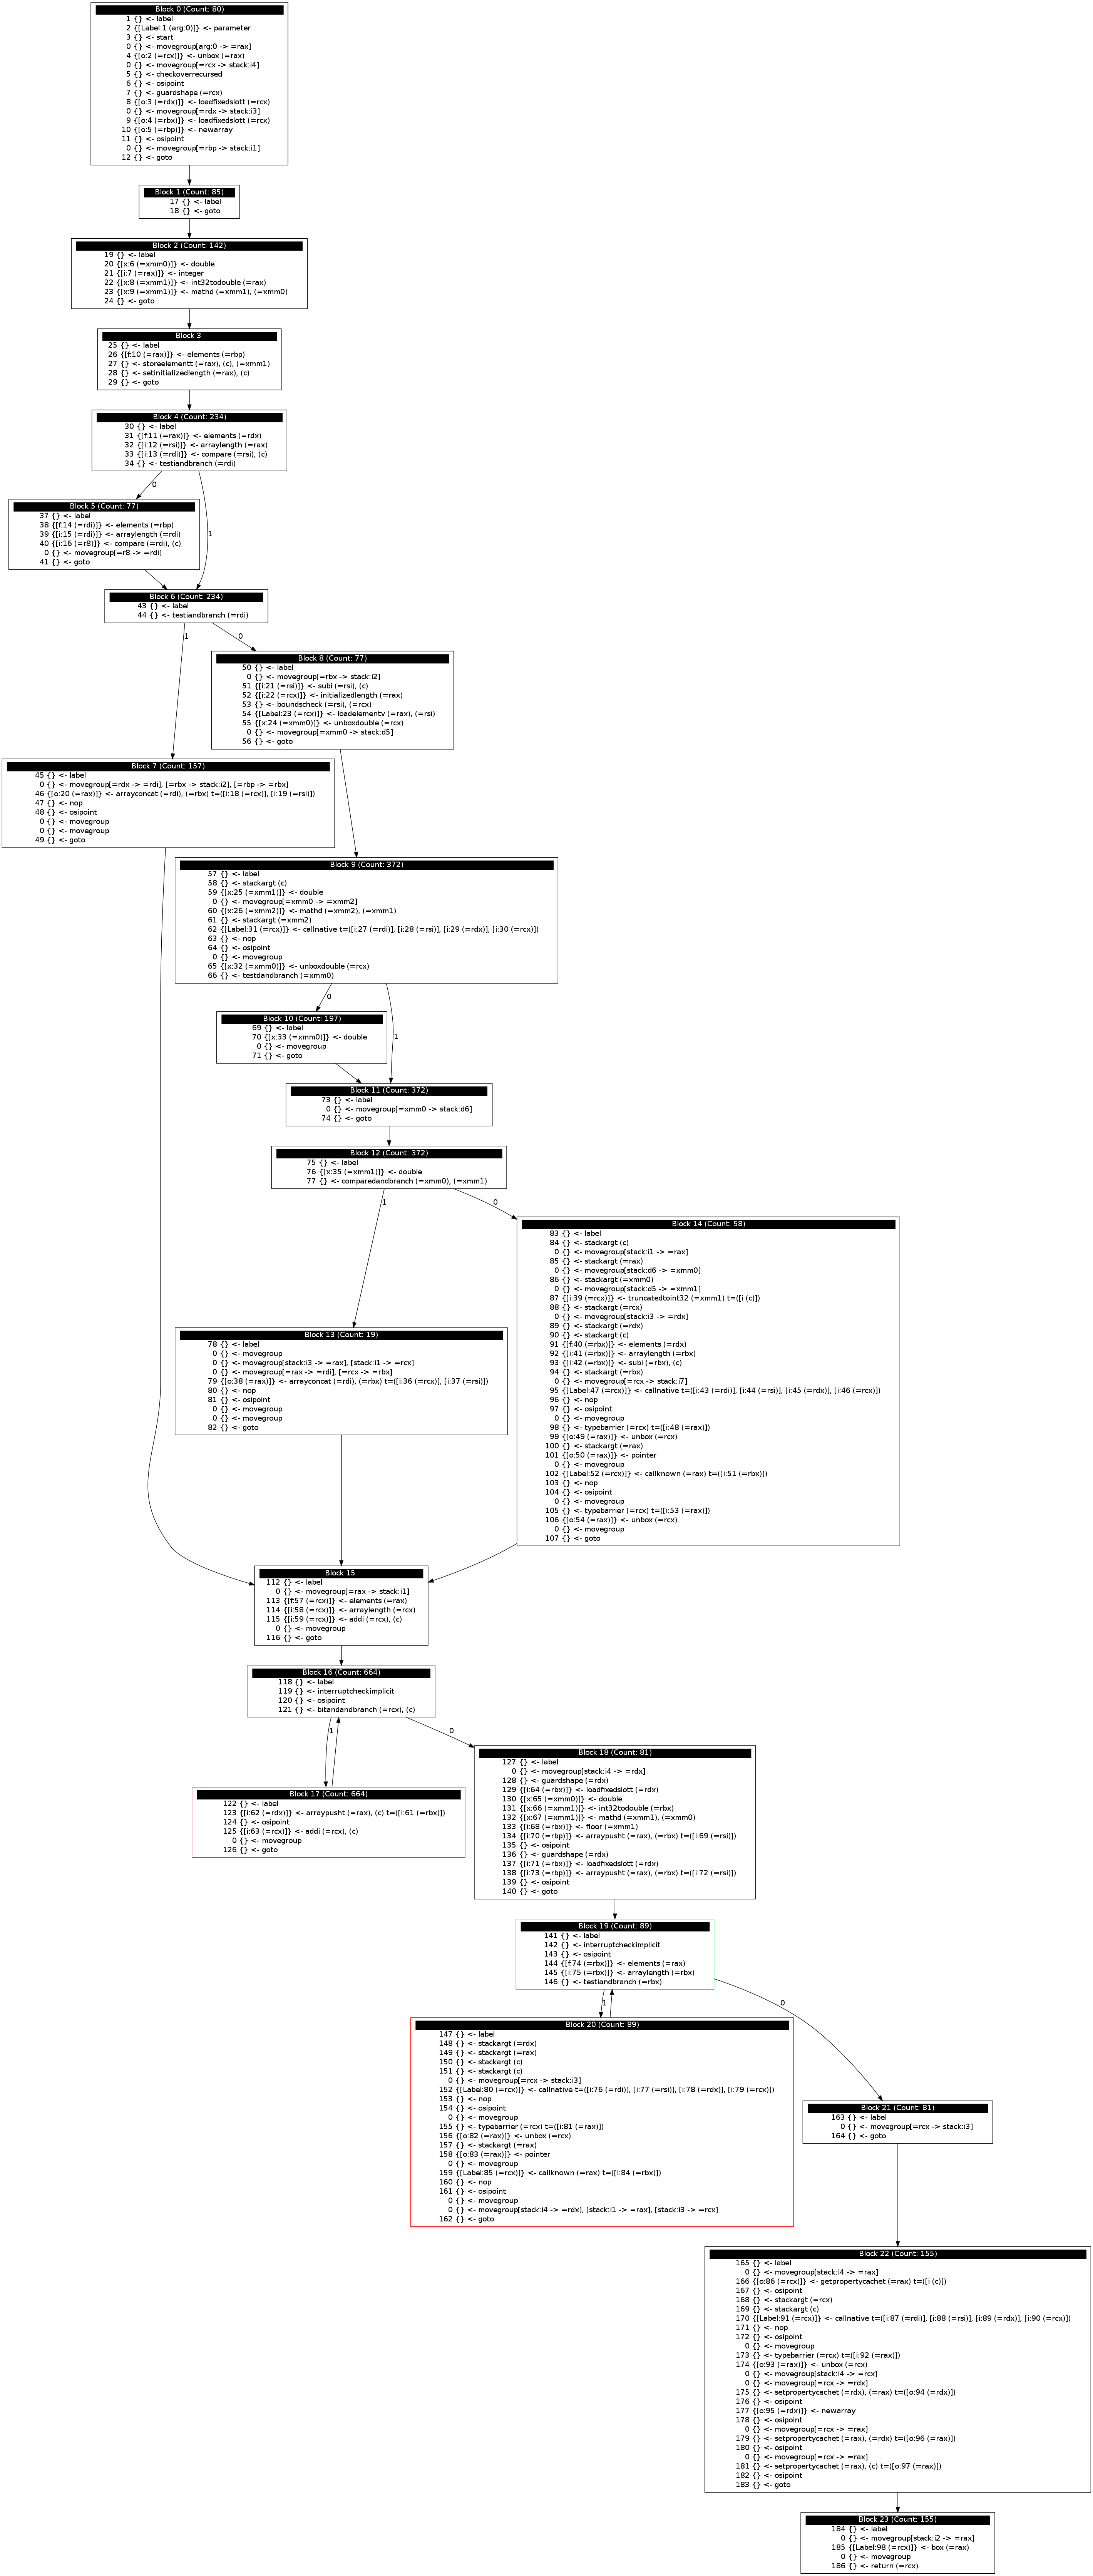 Block 0 (Count: 80)
1 {} <- label
2 {[Label:1 (arg:0)]} <- parameter
3 {} <- start
0 {} <- movegroup[arg:0 -> =rax]
4 {[o:2 (=rcx)]} <- unbox (=rax)
0 {} <- movegroup[=rcx -> stack:i4]
5 {} <- checkoverrecursed
6 {} <- osipoint
7 {} <- guardshape (=rcx)
8 {[o:3 (=rdx)]} <- loadfixedslott (=rcx)
0 {} <- movegroup[=rdx -> stack:i3]
9 {[o:4 (=rbx)]} <- loadfixedslott (=rcx)
10 {[o:5 (=rbp)]} <- newarray
11 {} <- osipoint
0 {} <- movegroup[=rbp -> stack:i1]
12 {} <- goto
Block 1 (Count: 85)
17 {} <- label
18 {} <- goto
Block 2 (Count: 142)
19 {} <- label
20 {[x:6 (=xmm0)]} <- double
21 {[i:7 (=rax)]} <- integer
22 {[x:8 (=xmm1)]} <- int32todouble (=rax)
23 {[x:9 (=xmm1)]} <- mathd (=xmm1), (=xmm0)
24 {} <- goto
Block 3
25 {} <- label
26 {[f:10 (=rax)]} <- elements (=rbp)
27 {} <- storeelementt (=rax), (c), (=xmm1)
28 {} <- setinitializedlength (=rax), (c)
29 {} <- goto
Block 4 (Count: 234)
30 {} <- label
31 {[f:11 (=rax)]} <- elements (=rdx)
32 {[i:12 (=rsi)]} <- arraylength (=rax)
33 {[i:13 (=rdi)]} <- compare (=rsi), (c)
34 {} <- testiandbranch (=rdi)
0
Block 5 (Count: 77)
37 {} <- label
38 {[f:14 (=rdi)]} <- elements (=rbp)
39 {[i:15 (=rdi)]} <- arraylength (=rdi)
40 {[i:16 (=r8)]} <- compare (=rdi), (c)
0 {} <- movegroup[=r8 -> =rdi]
41 {} <- goto
1
Block 6 (Count: 234)
43 {} <- label
44 {} <- testiandbranch (=rdi)
1
0
Block 8 (Count: 77)
50 {} <- label
0 {} <- movegroup[=rbx -> stack:i2]
51 {[i:21 (=rsi)]} <- subi (=rsi), (c)
52 {[i:22 (=rcx)]} <- initializedlength (=rax)
53 {} <- boundscheck (=rsi), (=rcx)
54 {[Label:23 (=rcx)]} <- loadelementv (=rax), (=rsi)
55 {[x:24 (=xmm0)]} <- unboxdouble (=rcx)
0 {} <- movegroup[=xmm0 -> stack:d5]
56 {} <- goto
Block 7 (Count: 157)
45 {} <- label
0 {} <- movegroup[=rdx -> =rdi], [=rbx -> stack:i2], [=rbp -> =rbx]
46 {[o:20 (=rax)]} <- arrayconcat (=rdi), (=rbx) t=([i:18 (=rcx)], [i:19 (=rsi)])
47 {} <- nop
48 {} <- osipoint
0 {} <- movegroup
0 {} <- movegroup
49 {} <- goto
Block 9 (Count: 372)
57 {} <- label
58 {} <- stackargt (c)
59 {[x:25 (=xmm1)]} <- double
0 {} <- movegroup[=xmm0 -> =xmm2]
60 {[x:26 (=xmm2)]} <- mathd (=xmm2), (=xmm1)
61 {} <- stackargt (=xmm2)
62 {[Label:31 (=rcx)]} <- callnative t=([i:27 (=rdi)], [i:28 (=rsi)], [i:29 (=rdx)], [i:30 (=rcx)])
63 {} <- nop
64 {} <- osipoint
0 {} <- movegroup
65 {[x:32 (=xmm0)]} <- unboxdouble (=rcx)
66 {} <- testdandbranch (=xmm0)
0
Block 10 (Count: 197)
69 {} <- label
70 {[x:33 (=xmm0)]} <- double
0 {} <- movegroup
71 {} <- goto
1
Block 11 (Count: 372)
73 {} <- label
0 {} <- movegroup[=xmm0 -> stack:d6]
74 {} <- goto
Block 12 (Count: 372)
75 {} <- label
76 {[x:35 (=xmm1)]} <- double
77 {} <- comparedandbranch (=xmm0), (=xmm1)
1
0
Block 14 (Count: 58)
83 {} <- label
84 {} <- stackargt (c)
0 {} <- movegroup[stack:i1 -> =rax]
85 {} <- stackargt (=rax)
0 {} <- movegroup[stack:d6 -> =xmm0]
86 {} <- stackargt (=xmm0)
0 {} <- movegroup[stack:d5 -> =xmm1]
87 {[i:39 (=rcx)]} <- truncatedtoint32 (=xmm1) t=([i (c)])
88 {} <- stackargt (=rcx)
0 {} <- movegroup[stack:i3 -> =rdx]
89 {} <- stackargt (=rdx)
90 {} <- stackargt (c)
91 {[f:40 (=rbx)]} <- elements (=rdx)
92 {[i:41 (=rbx)]} <- arraylength (=rbx)
93 {[i:42 (=rbx)]} <- subi (=rbx), (c)
94 {} <- stackargt (=rbx)
0 {} <- movegroup[=rcx -> stack:i7]
95 {[Label:47 (=rcx)]} <- callnative t=([i:43 (=rdi)], [i:44 (=rsi)], [i:45 (=rdx)], [i:46 (=rcx)])
96 {} <- nop
97 {} <- osipoint
0 {} <- movegroup
98 {} <- typebarrier (=rcx) t=([i:48 (=rax)])
99 {[o:49 (=rax)]} <- unbox (=rcx)
100 {} <- stackargt (=rax)
101 {[o:50 (=rax)]} <- pointer
0 {} <- movegroup
102 {[Label:52 (=rcx)]} <- callknown (=rax) t=([i:51 (=rbx)])
103 {} <- nop
104 {} <- osipoint
0 {} <- movegroup
105 {} <- typebarrier (=rcx) t=([i:53 (=rax)])
106 {[o:54 (=rax)]} <- unbox (=rcx)
0 {} <- movegroup
107 {} <- goto
Block 13 (Count: 19)
78 {} <- label
0 {} <- movegroup
0 {} <- movegroup[stack:i3 -> =rax], [stack:i1 -> =rcx]
0 {} <- movegroup[=rax -> =rdi], [=rcx -> =rbx]
79 {[o:38 (=rax)]} <- arrayconcat (=rdi), (=rbx) t=([i:36 (=rcx)], [i:37 (=rsi)])
80 {} <- nop
81 {} <- osipoint
0 {} <- movegroup
0 {} <- movegroup
82 {} <- goto
Block 15
112 {} <- label
0 {} <- movegroup[=rax -> stack:i1]
113 {[f:57 (=rcx)]} <- elements (=rax)
114 {[i:58 (=rcx)]} <- arraylength (=rcx)
115 {[i:59 (=rcx)]} <- addi (=rcx), (c)
0 {} <- movegroup
116 {} <- goto
Block 16 (Count: 664)
118 {} <- label
119 {} <- interruptcheckimplicit
120 {} <- osipoint
121 {} <- bitandandbranch (=rcx), (c)
1
0
Block 18 (Count: 81)
127 {} <- label
0 {} <- movegroup[stack:i4 -> =rdx]
128 {} <- guardshape (=rdx)
129 {[i:64 (=rbx)]} <- loadfixedslott (=rdx)
130 {[x:65 (=xmm0)]} <- double
131 {[x:66 (=xmm1)]} <- int32todouble (=rbx)
132 {[x:67 (=xmm1)]} <- mathd (=xmm1), (=xmm0)
133 {[i:68 (=rbx)]} <- floor (=xmm1)
134 {[i:70 (=rbp)]} <- arraypusht (=rax), (=rbx) t=([i:69 (=rsi)])
135 {} <- osipoint
136 {} <- guardshape (=rdx)
137 {[i:71 (=rbx)]} <- loadfixedslott (=rdx)
138 {[i:73 (=rbp)]} <- arraypusht (=rax), (=rbx) t=([i:72 (=rsi)])
139 {} <- osipoint
140 {} <- goto
Block 17 (Count: 664)
122 {} <- label
123 {[i:62 (=rdx)]} <- arraypusht (=rax), (c) t=([i:61 (=rbx)])
124 {} <- osipoint
125 {[i:63 (=rcx)]} <- addi (=rcx), (c)
0 {} <- movegroup
126 {} <- goto
Block 19 (Count: 89)
141 {} <- label
142 {} <- interruptcheckimplicit
143 {} <- osipoint
144 {[f:74 (=rbx)]} <- elements (=rax)
145 {[i:75 (=rbx)]} <- arraylength (=rbx)
146 {} <- testiandbranch (=rbx)
1
0
Block 20 (Count: 89)
147 {} <- label
148 {} <- stackargt (=rdx)
149 {} <- stackargt (=rax)
150 {} <- stackargt (c)
151 {} <- stackargt (c)
0 {} <- movegroup[=rcx -> stack:i3]
152 {[Label:80 (=rcx)]} <- callnative t=([i:76 (=rdi)], [i:77 (=rsi)], [i:78 (=rdx)], [i:79 (=rcx)])
153 {} <- nop
154 {} <- osipoint
0 {} <- movegroup
155 {} <- typebarrier (=rcx) t=([i:81 (=rax)])
156 {[o:82 (=rax)]} <- unbox (=rcx)
157 {} <- stackargt (=rax)
158 {[o:83 (=rax)]} <- pointer
0 {} <- movegroup
159 {[Label:85 (=rcx)]} <- callknown (=rax) t=([i:84 (=rbx)])
160 {} <- nop
161 {} <- osipoint
0 {} <- movegroup
0 {} <- movegroup[stack:i4 -> =rdx], [stack:i1 -> =rax], [stack:i3 -> =rcx]
162 {} <- goto
Block 21 (Count: 81)
163 {} <- label
0 {} <- movegroup[=rcx -> stack:i3]
164 {} <- goto
Block 22 (Count: 155)
165 {} <- label
0 {} <- movegroup[stack:i4 -> =rax]
166 {[o:86 (=rcx)]} <- getpropertycachet (=rax) t=([i (c)])
167 {} <- osipoint
168 {} <- stackargt (=rcx)
169 {} <- stackargt (c)
170 {[Label:91 (=rcx)]} <- callnative t=([i:87 (=rdi)], [i:88 (=rsi)], [i:89 (=rdx)], [i:90 (=rcx)])
171 {} <- nop
172 {} <- osipoint
0 {} <- movegroup
173 {} <- typebarrier (=rcx) t=([i:92 (=rax)])
174 {[o:93 (=rax)]} <- unbox (=rcx)
0 {} <- movegroup[stack:i4 -> =rcx]
0 {} <- movegroup[=rcx -> =rdx]
175 {} <- setpropertycachet (=rdx), (=rax) t=([o:94 (=rdx)])
176 {} <- osipoint
177 {[o:95 (=rdx)]} <- newarray
178 {} <- osipoint
0 {} <- movegroup[=rcx -> =rax]
179 {} <- setpropertycachet (=rax), (=rdx) t=([o:96 (=rax)])
180 {} <- osipoint
0 {} <- movegroup[=rcx -> =rax]
181 {} <- setpropertycachet (=rax), (c) t=([o:97 (=rax)])
182 {} <- osipoint
183 {} <- goto
Block 23 (Count: 155)
184 {} <- label
0 {} <- movegroup[stack:i2 -> =rax]
185 {[Label:98 (=rcx)]} <- box (=rax)
0 {} <- movegroup
186 {} <- return (=rcx)